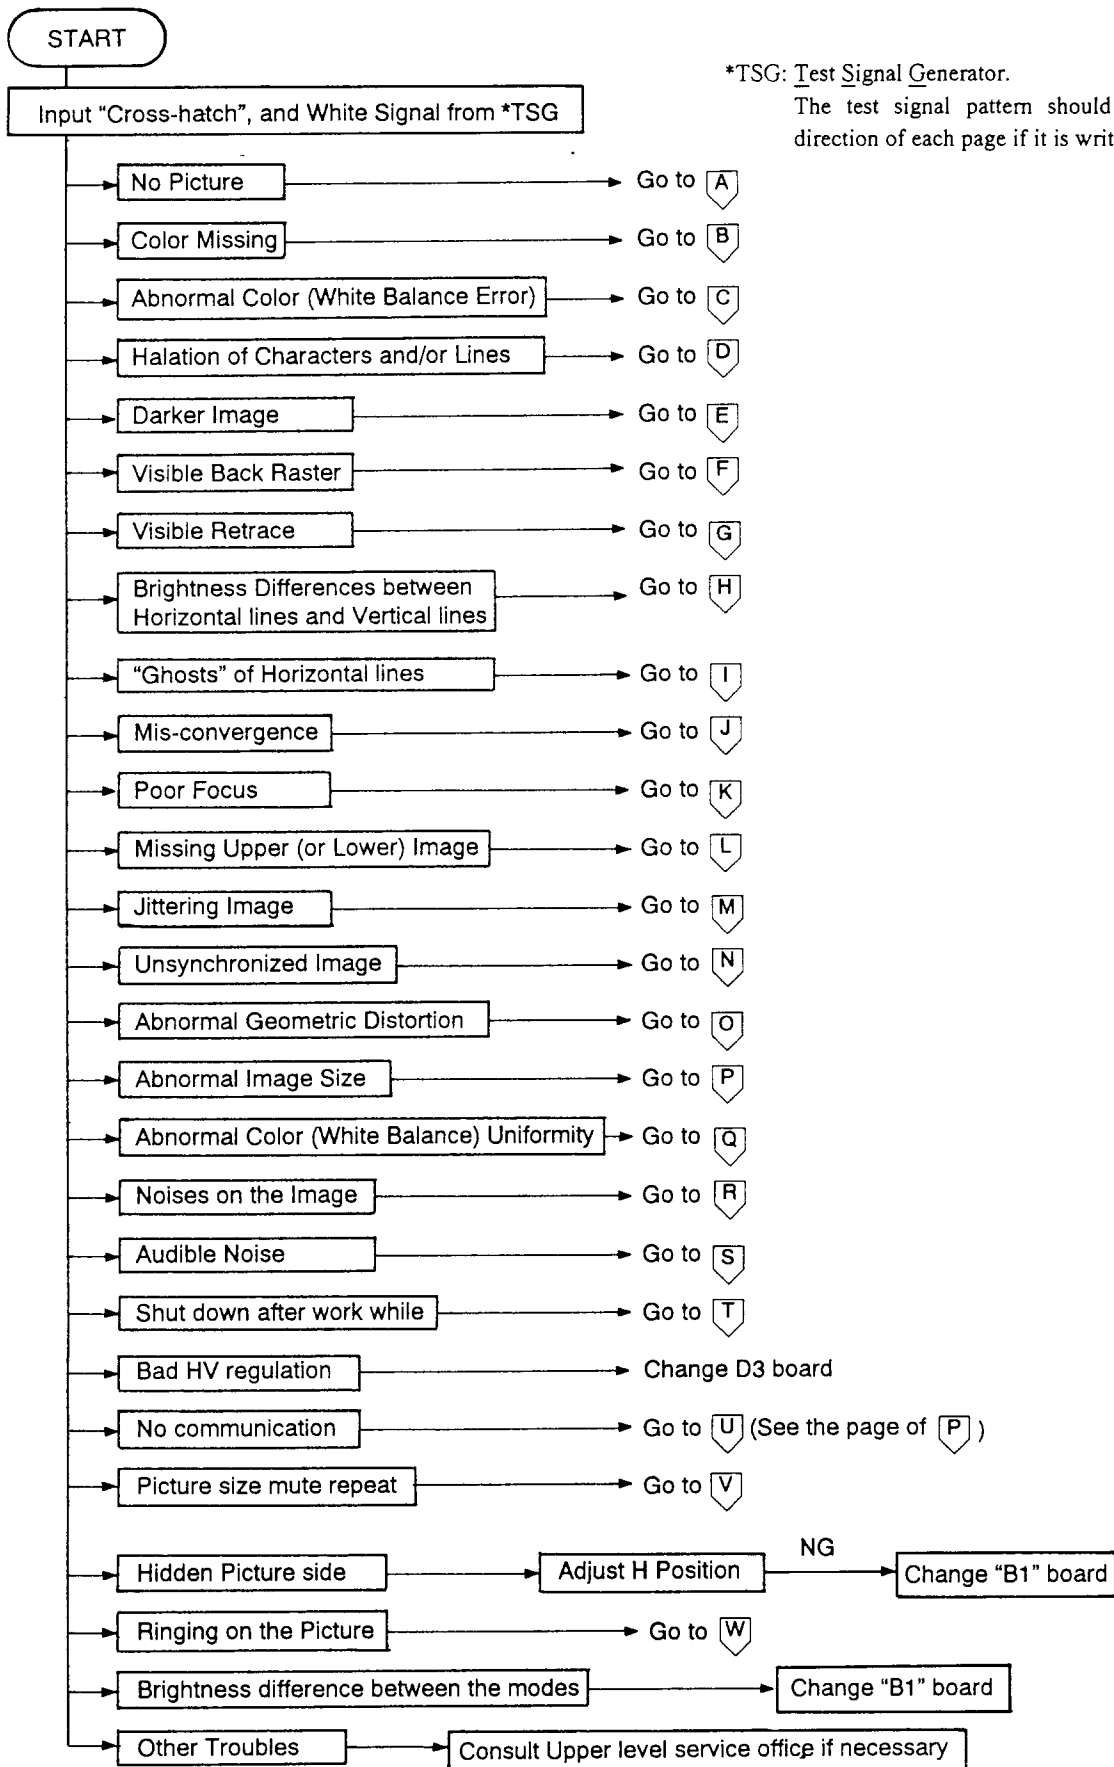 START
*TSG: Test Signal Generator.
The test signal pattern should
direction of each page if it is writ
Input “Cross-hatch”, and White Signal from *TSG
No Picture Go to A
Color Missing Go to B
Abnormal Color (White Balance Error) Go to C
Halation of Characters and/or Lines Go to D
Darker Image Go to E
Visible Back Raster Go to F
Visible Retrace Go to G
Brightness Differences between
Horizontal lines and Vertical lines Go to H
“Ghosts” of Horizontal lines Go to I
Mis-convergence Go to J
Poor Focus Go to K
Missing Upper (or Lower) Image Go to L
Jittering Image Go to M
Unsynchronized Image Go to N
Abnormal Geometric Distortion Go to O
Abnormal Image Size Go to P
Abnormal Color (White Balance) Uniformity Go to Q
Noises on the Image Go to R
Audible Noise Go to S
Shut down after work while Go to T
Bad HV regulation Change D3 board
No communication Go to U (See the page of P )
Picture size mute repeat Go to V
Hidden Picture side Adjust H Position NG Change “B1” board
Ringing on the Picture Go to W
Brightness difference between the modes Change “B1” board
Other Troubles Consult Upper level service office if necessary